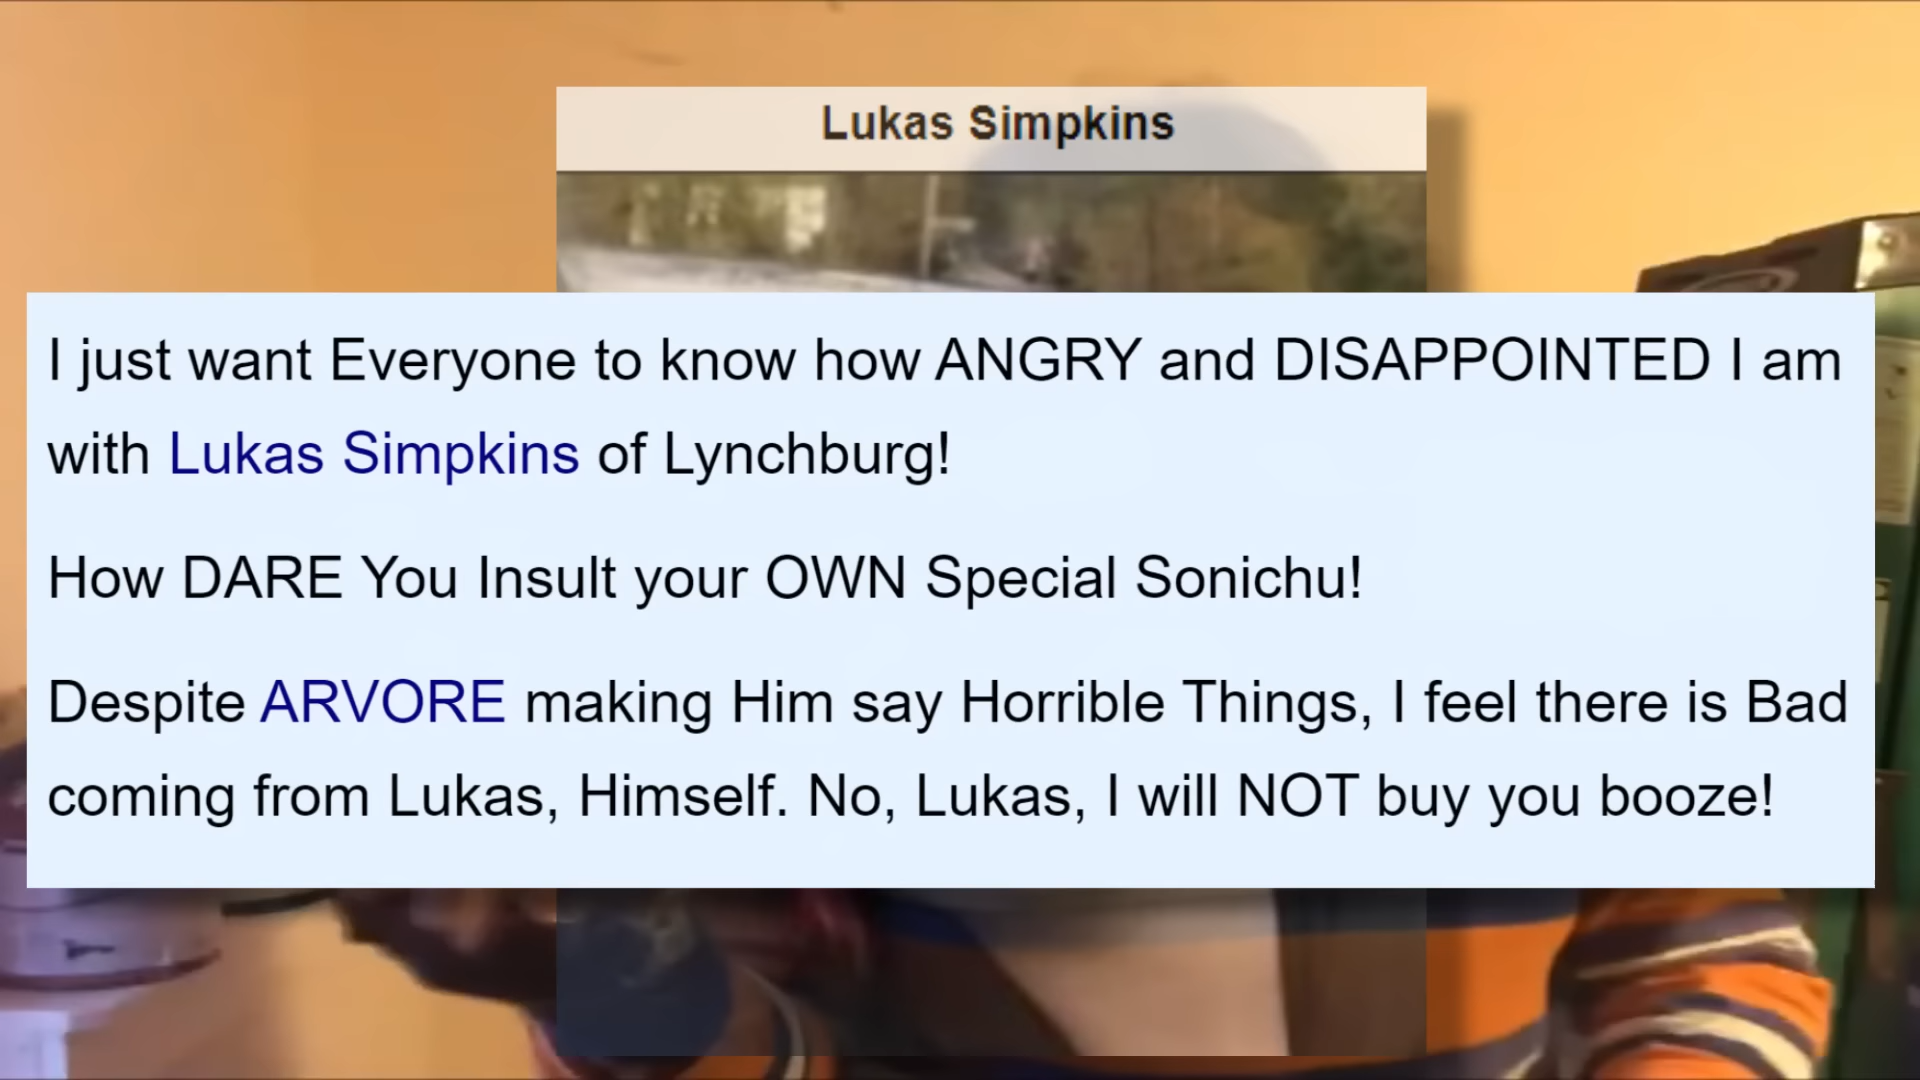 Lukas Simpkins
I just want Everyone to know how ANGRY and DISAPPOINTED I am
with Lukas Simpkins of Lynchburg!
How DARE You Insult your OWN Special Sonichu!
Despite ARVORE making Him say Horrible Things, I feel there is Bad
coming from Lukas, Himself. No, Lukas, I will NOT buy you booze!